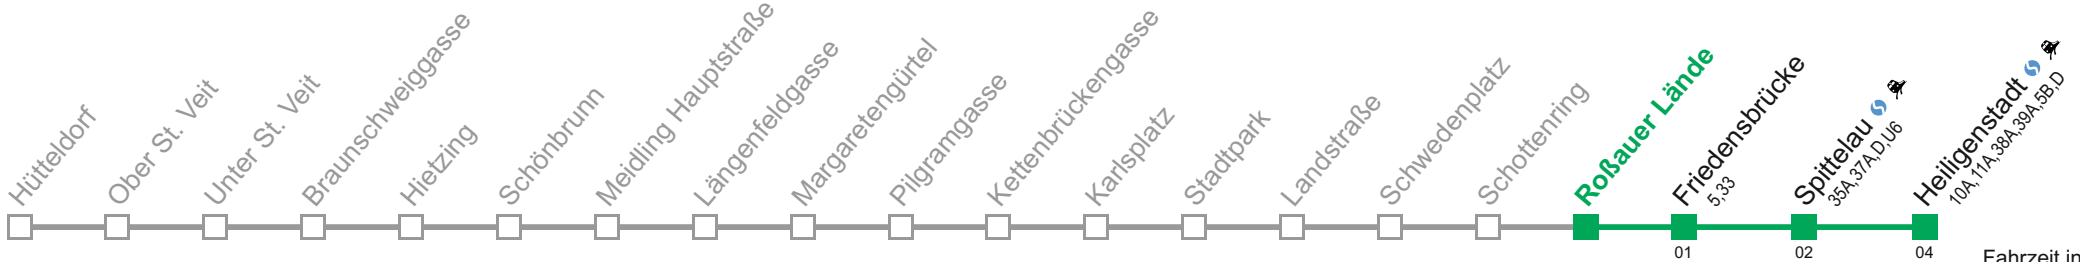 Hütteldorf
Ober St. Veit
Unter St. Veit
Braunschweiggasse
Hietzing
Schönbrunn
Meidling Hauptstraße
Längenfeldgasse
Margaretengürtel
Pilgramgasse
Kettenbrückengasse
Karlsplatz
Stadtpark
Landstraße
Schwedenplatz
Schottenring
Roßauer Lände
Friedensbrücke
5,33
Spittelau
35A,37A,D,U6
Heiligenstadt
10A,11A,38A,39A,5B,D
01
02
04
Fahrzeit in